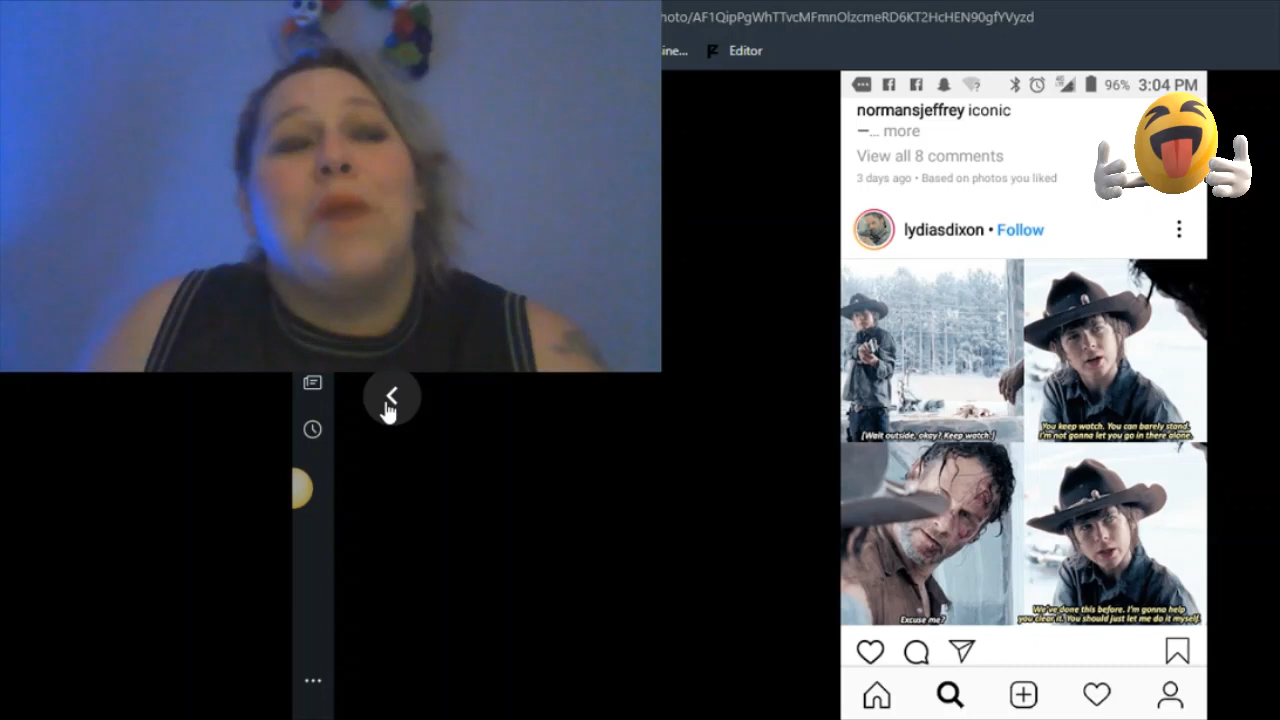 hoto/AF1QipPgWhTTvcMFmnOlzcmeRD6KT2HcHEN90gfYVyzd
ine... Editor
96% 3:04 PM
normansjeffrey iconic
—... more
View all 8 comments
3 days ago • Based on photos you liked
lydiasdixon • Follow
[Wait outside, okay? Keep watch.]
You keep watch. You can barely stand.
I'm not gonna let you go in there alone.
Excuse me?
We've done this before. I'm gonna help
you clear it. You should just let me do it myself.